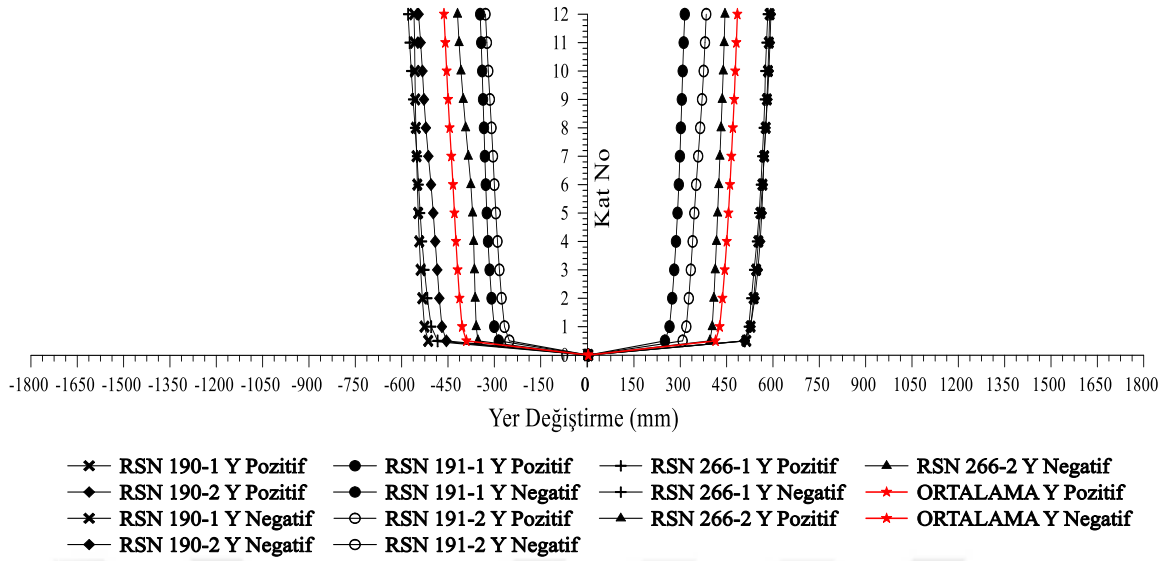 12
11
10
9
8
7
6
5
4
3
2
1
0
Kat No
-1800 -1650 -1500 -1350 -1200 -1050 -900 -750 -600 -450 -300 -150 0 150 300 450 600 750 900 1050 1200 1350 1500 1650 1800
Yer Değiştirme (mm)
RSN 190-1 Y Pozitif RSN 191-1 Y Pozitif RSN 266-1 Y Pozitif RSN 266-2 Y Negatif
RSN 190-2 Y Pozitif RSN 191-1 Y Negatif RSN 266-1 Y Negatif ORTALAMA Y Pozitif
RSN 190-1 Y Negatif RSN 191-2 Y Pozitif RSN 266-2 Y Pozitif ORTALAMA Y Negatif
RSN 190-2 Y Negatif RSN 191-2 Y Negatif